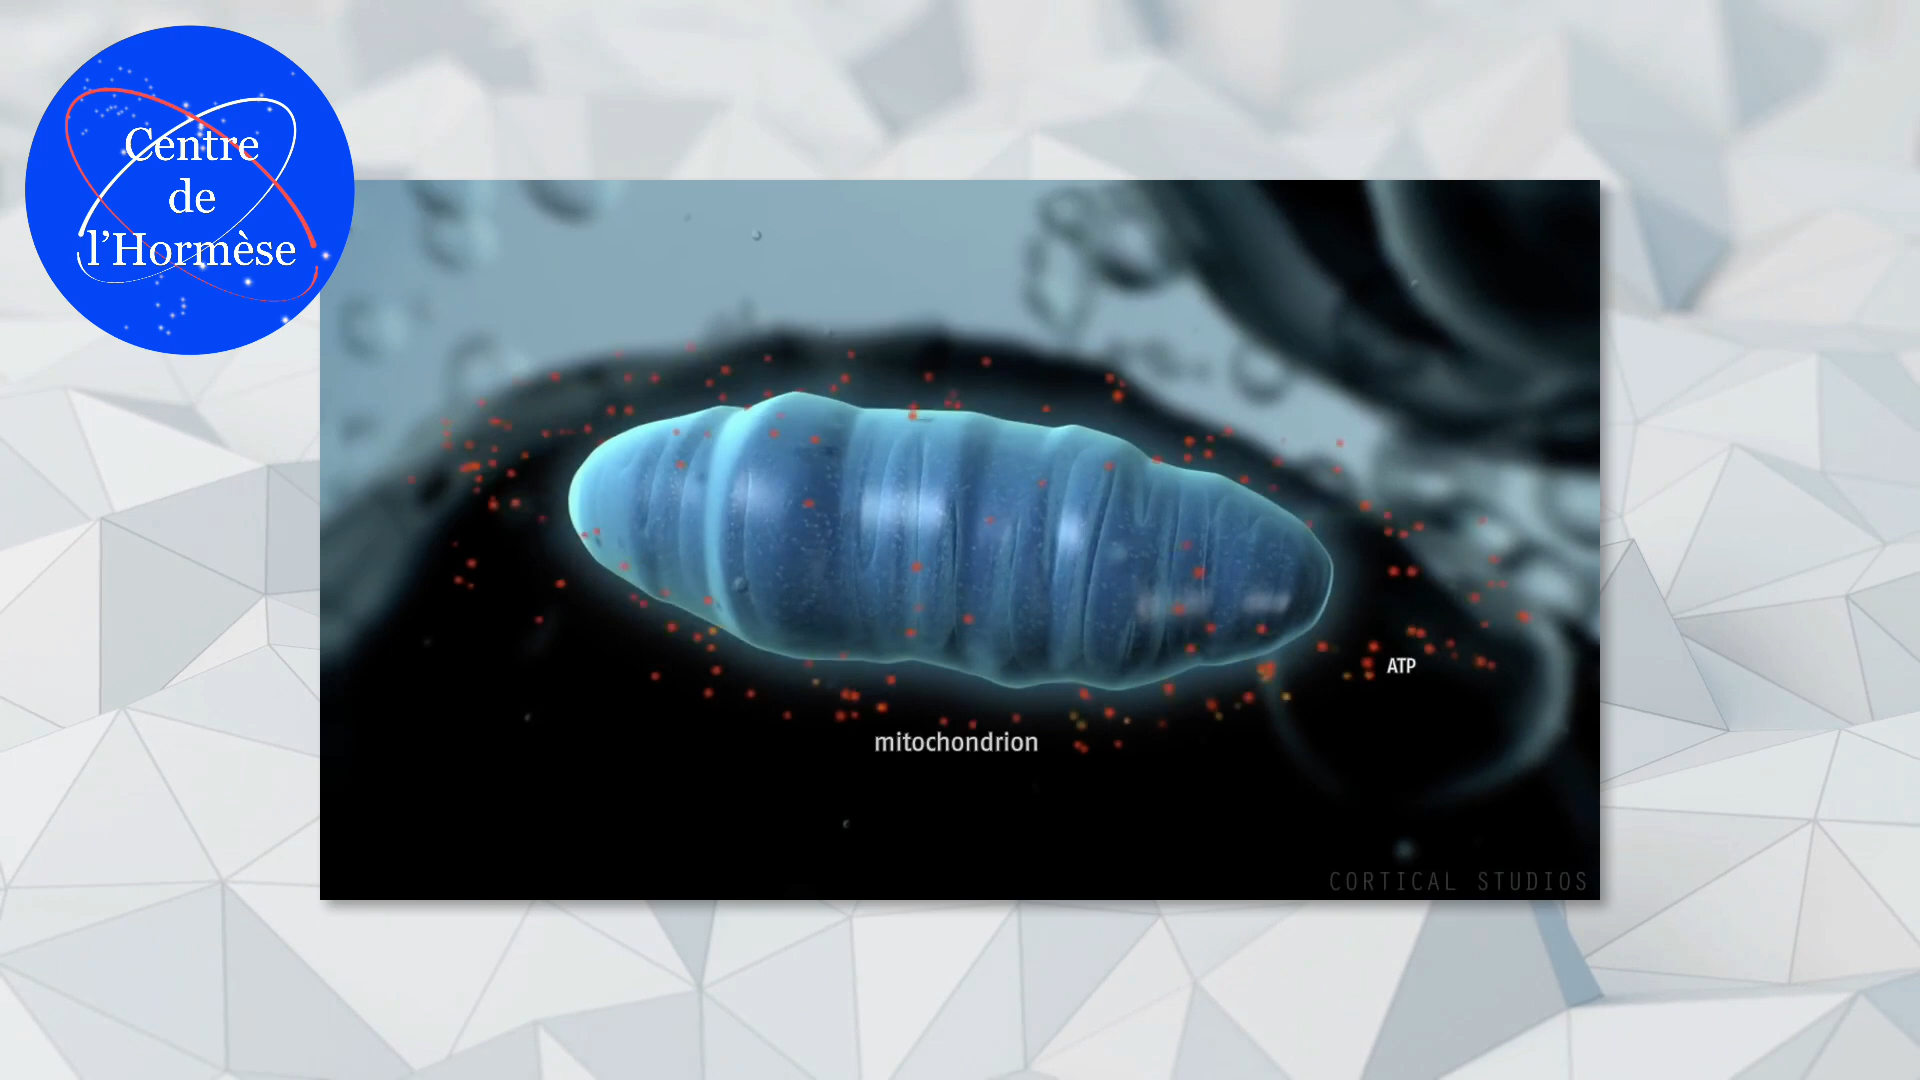 Centre
de
l'Hormèse
ATP
mitochondrion
CORTICAL STUDIOS